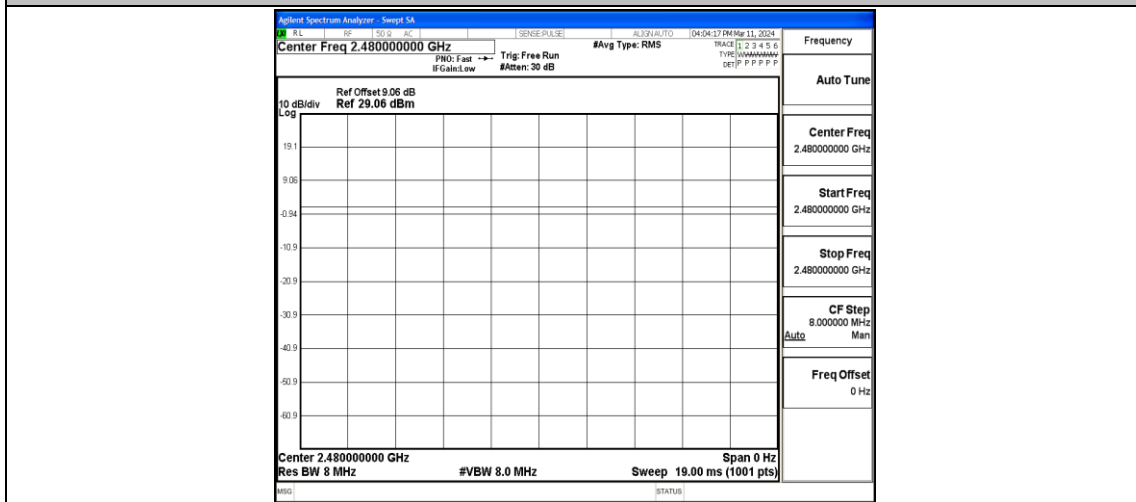 Agilent Spectrum Analyzer - Swept SA
RL RF 50 Ω AC SENSE:PULSE ALIGN AUTO 04:04:17 PM Mar 11, 2024
Center Freq 2.480000000 GHz
PNO: Fast
IFGain:Low
Trig: Free Run
#Atten: 30 dB
#Avg Type: RMS
TRACE 1 2 3 4 5 6
TYPE
DET P P P P P P
Frequency
Auto Tune
Center Freq
2.480000000 GHz
Start Freq
2.480000000 GHz
Stop Freq
2.480000000 GHz
CF Step
8.000000 MHz
Auto Man
Freq Offset
0 Hz
Ref Offset 9.06 dB
10 dB/div Ref 29.06 dBm
Log
19.1
9.06
-0.94
-10.9
-20.9
-30.9
-40.9
-50.9
-60.9
Center 2.480000000 GHz Span 0 Hz
Res BW 8 MHz #VBW 8.0 MHz Sweep 19.00 ms (1001 pts)
MSG STATUS